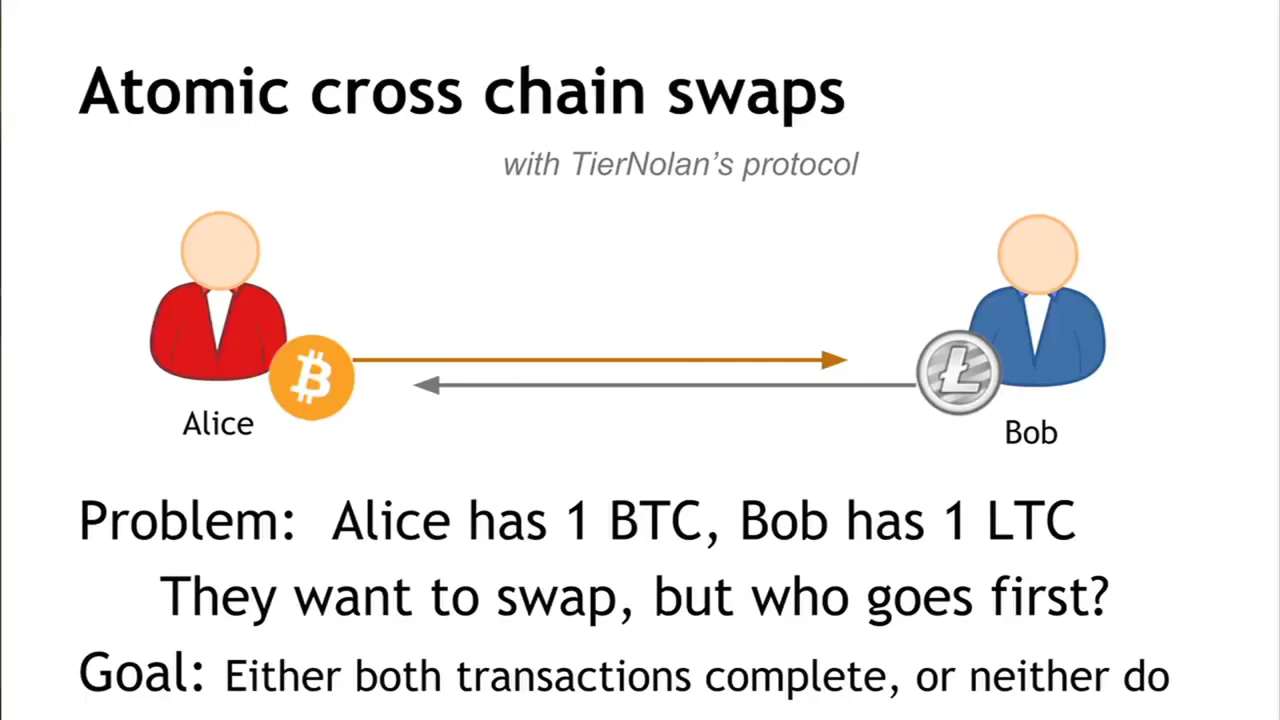 Atomic cross chain swaps
with TierNolan's protocol
Alice
Bob
Problem: Alice has 1 BTC, Bob has 1 LTC
They want to swap, but who goes first?
Goal: Either both transactions complete, or neither do